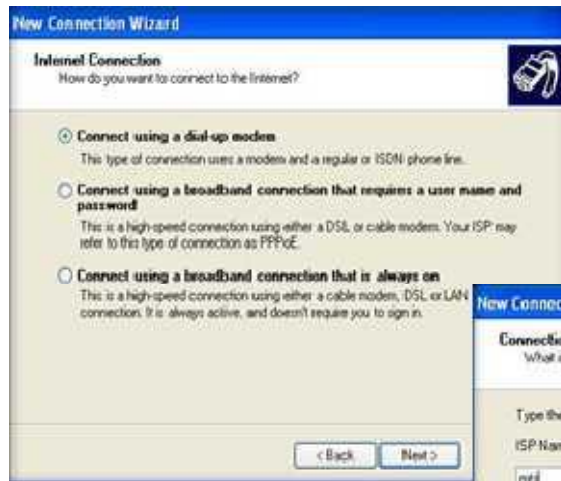 New Connection Wizard
Internet Connection
How do you want to connect to the Internet?
Connect using a dial-up modem
This type of connection uses a modem and a regular or ISDN phone line.
Connect using a broadband connection that requires a user name and
password
This is a high-speed connection using either a DSL or cable modem. Your ISP may
refer to this type of connection as PPPoE.
Connect using a broadband connection that is always on
This is a high-speed connection using either a cable modem, DSL or LAN
connection. It is always active, and doesn't require you to sign in.
< Back
Next >
New Connec
Connectio
What
Type the
ISP Nam